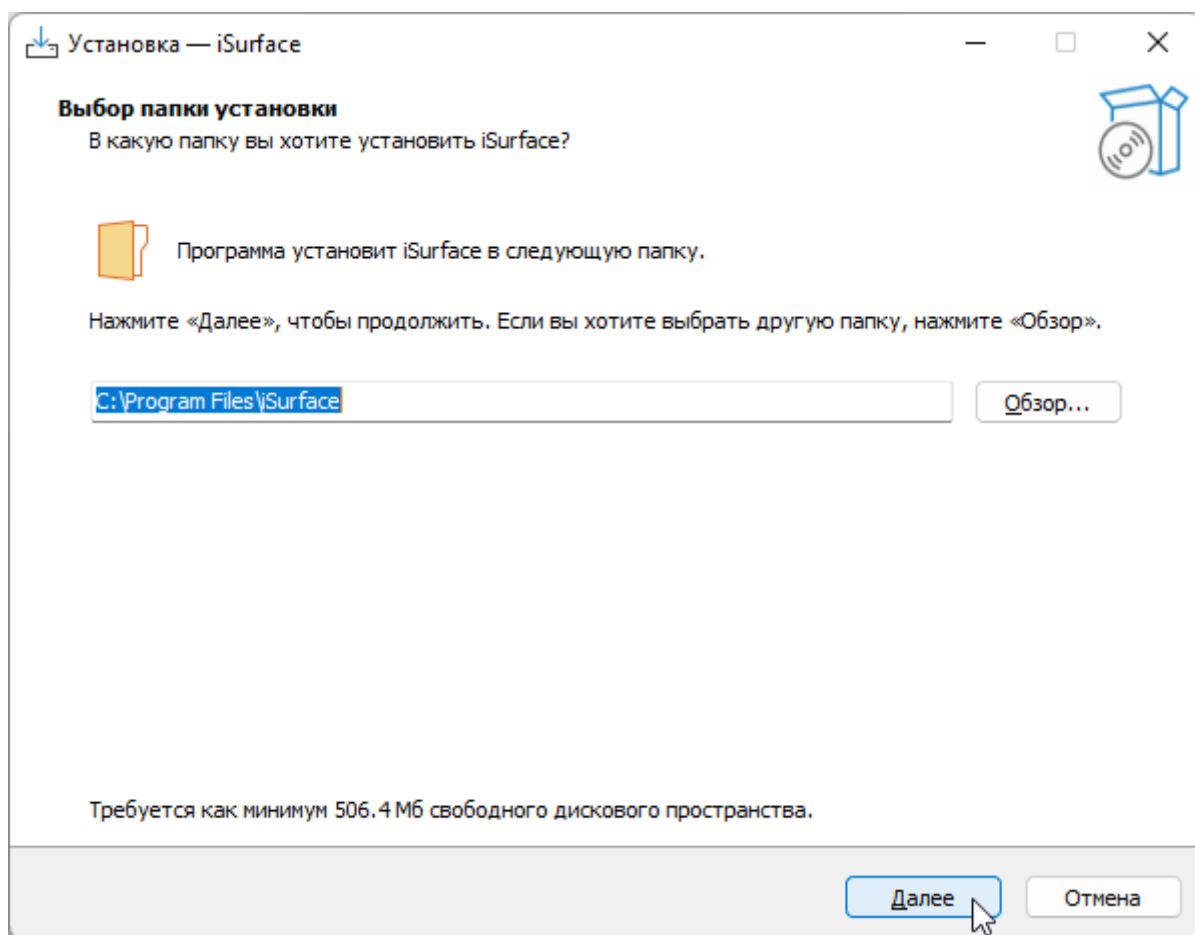 Установка — iSurface
Выбор папки установки
В какую папку вы хотите установить iSurface?
Программа установит iSurface в следующую папку.
Нажмите «Далее», чтобы продолжить. Если вы хотите выбрать другую папку, нажмите «Обзор».
C:\Program Files\iSurface
Обзор...
Требуется как минимум 506.4 Мб свободного дискового пространства.
Далее
Отмена